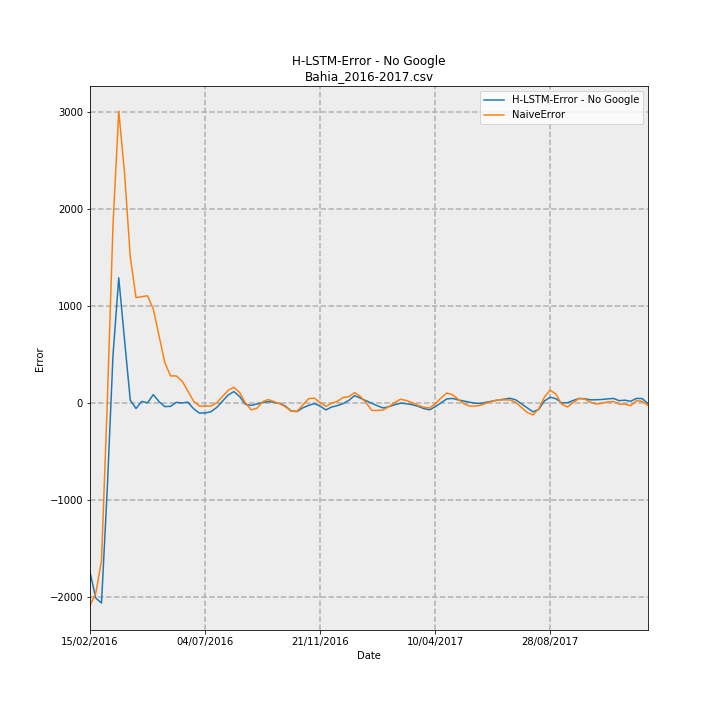 H-LSTM-Error - No Google
Bahia_2016-2017.csv
H-LSTM-Error - No Google
NaiveError
3000
2000
1000
0
−1000
−2000
Error
15/02/2016
04/07/2016
21/11/2016
10/04/2017
28/08/2017
Date